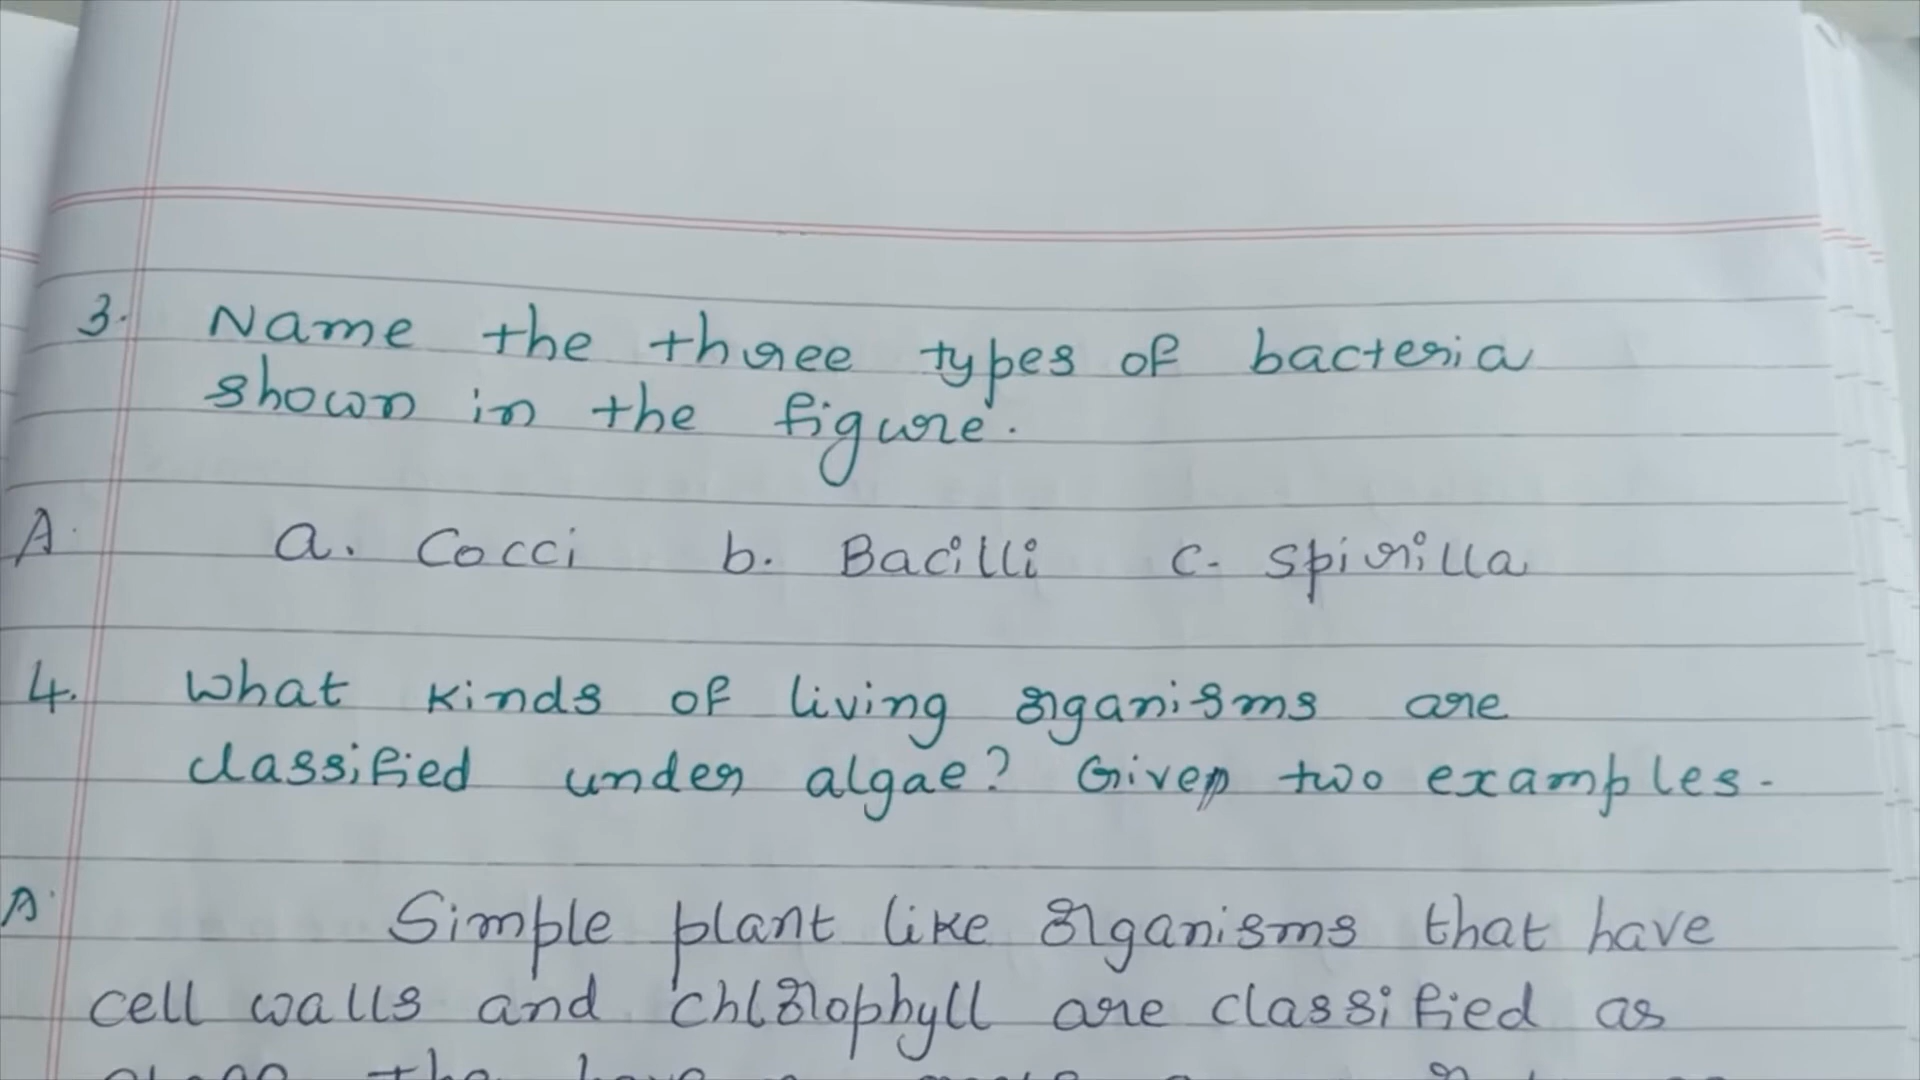 3. Name the three types of bacteria
shown in the figure.
A. a. Cocci b. Bacilli c. Spirilla
4. What kinds of living organisms are
classified under algae? Given two examples.
A. Simple plant like organisms that have
cell walls and chlorophyll are classified as